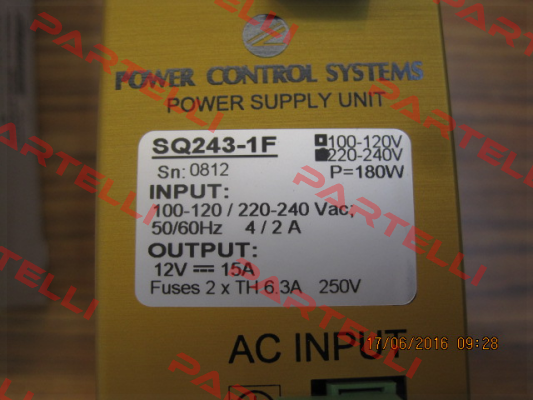 POWER CONTROL SYSTEMS
POWER SUPPLY UNIT
SQ243-1F
100-120V
220-240V
Sn: 0812
P=180W
INPUT:
100-120 / 220-240 Vac;
50/60Hz 4 / 2 A
OUTPUT:
12V 15A
Fuses 2 x TH 6.3A 250V
AC INPUT
17/06/2016 09:28
PARTELLI
PARTELLI
PARTELLI
PARTELLI
PARTELLI